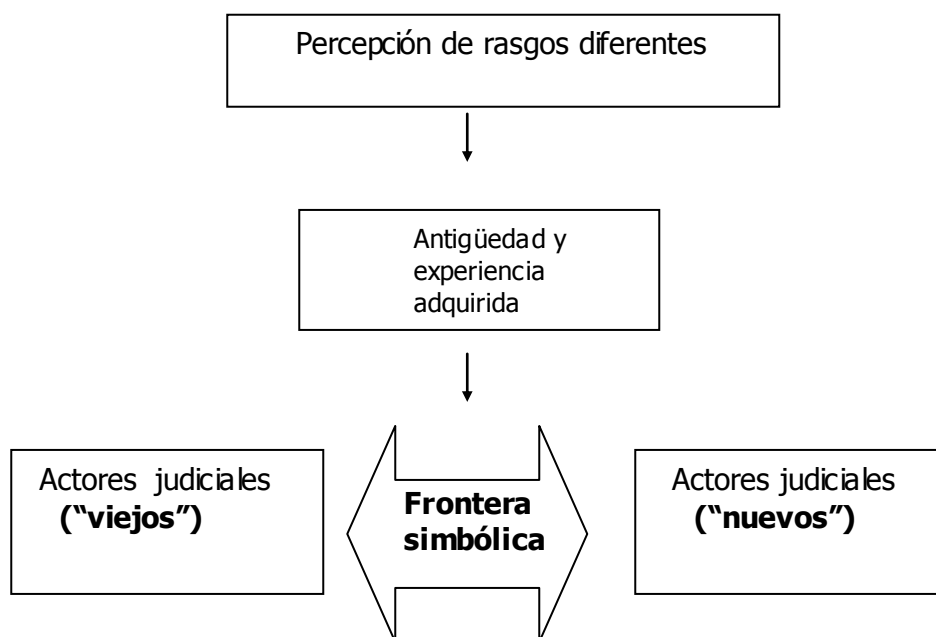 Percepción de rasgos diferentes
Antigüedad y
experiencia
adquirida
Actores judiciales
(“viejos”)
Frontera
simbólica
Actores judiciales
(“nuevos”)